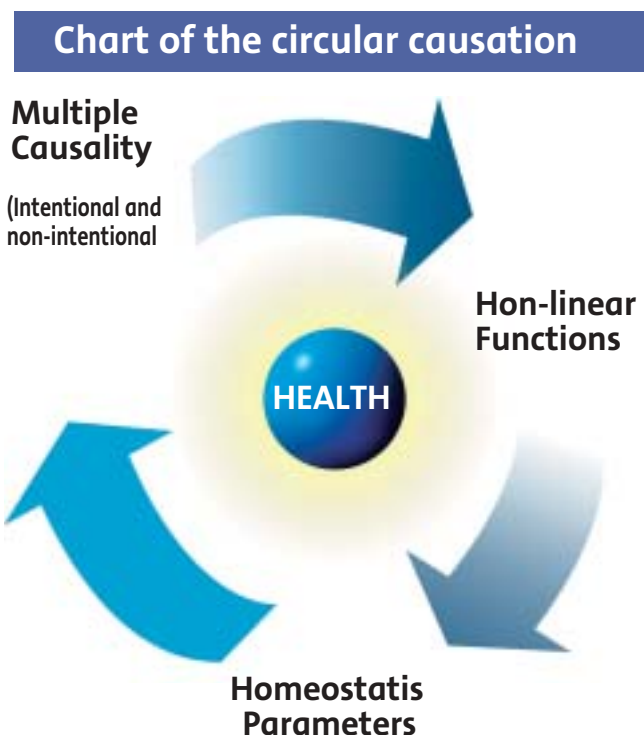 Chart of the circular causation
Multiple
Causality
(Intentional and
non-intentional
Hon-linear
Functions
HEALTH
Homeostatis
Parameters